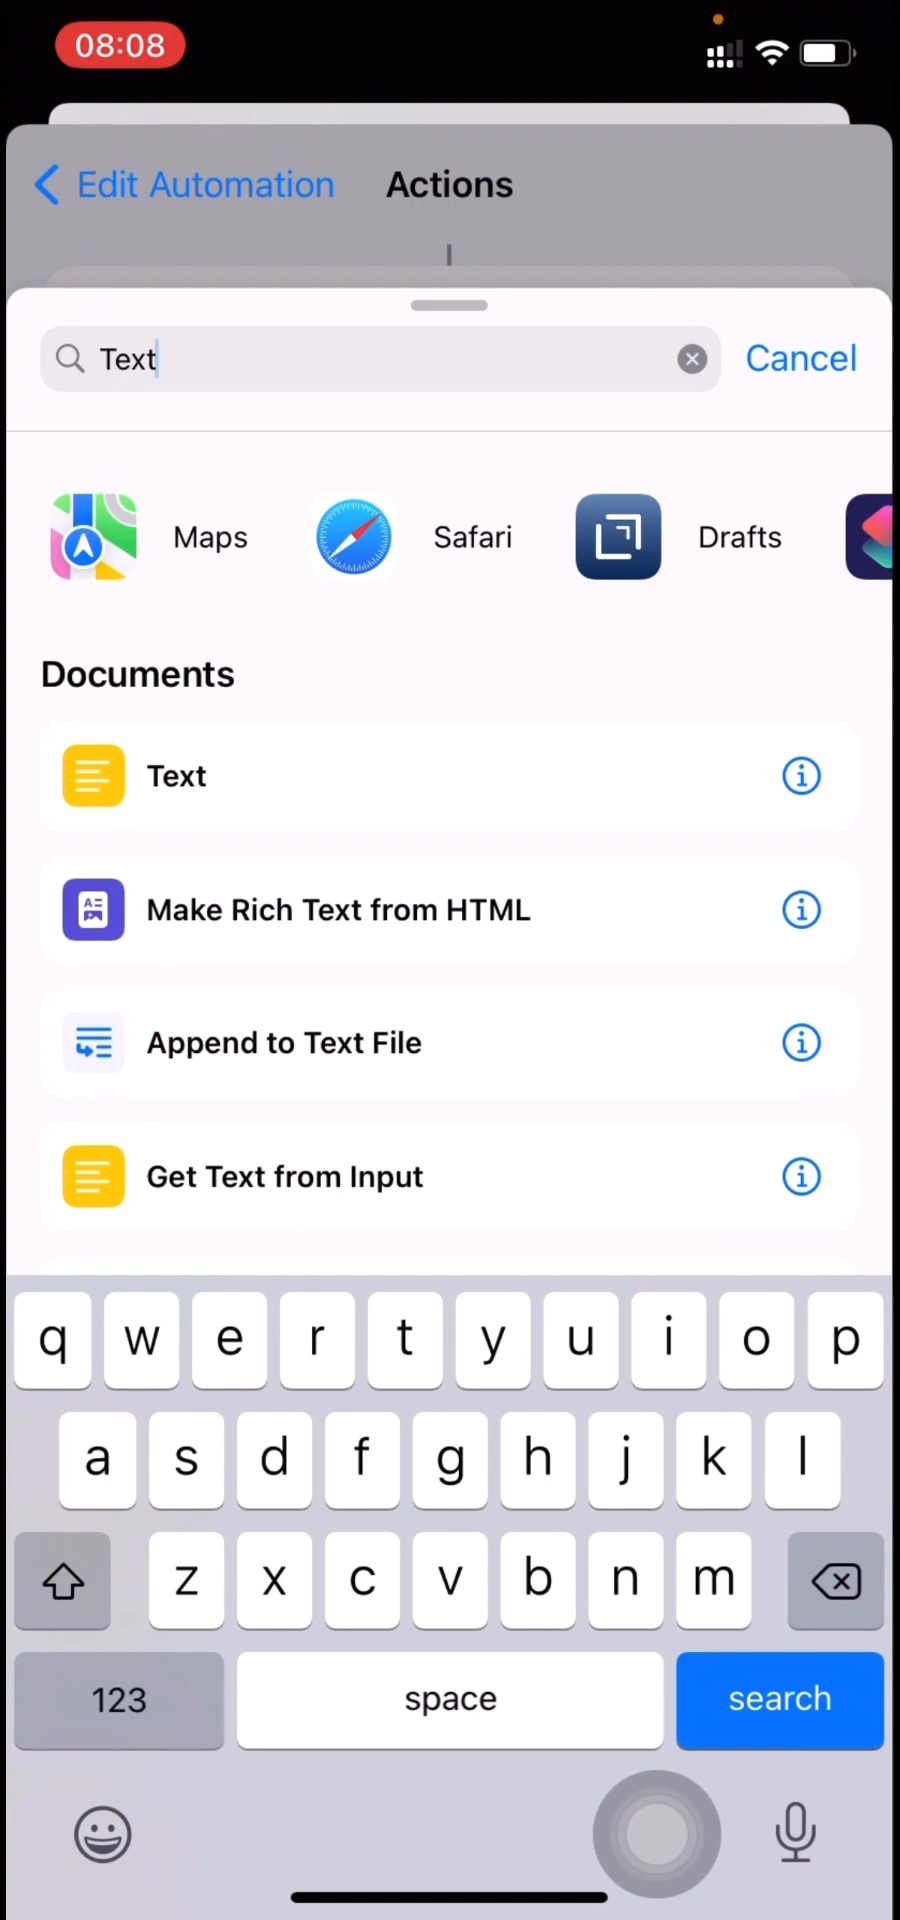 08:08
Edit Automation
Actions
Text
Cancel
Maps
Safari
Drafts
Documents
Text
Make Rich Text from HTML
Append to Text File
Get Text from Input
q w e r t y u i o p
a s d f g h j k l
z x c v b n m
123 space search